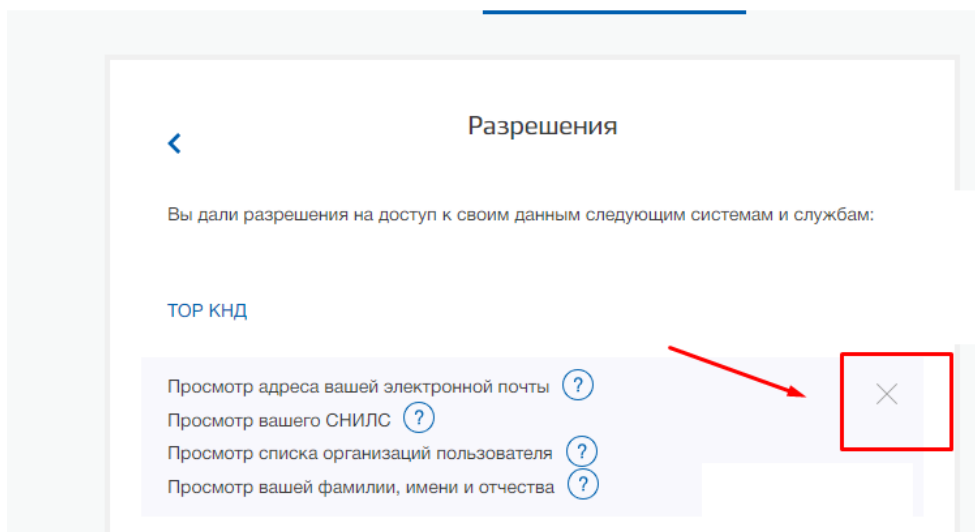 Разрешения
Вы дали разрешения на доступ к своим данным следующим системам и службам:
ТОР КНД
Просмотр адреса вашей электронной почты ?
Просмотр вашего СНИЛС ?
Просмотр списка организаций пользователя ?
Просмотр вашей фамилии, имени и отчества ?